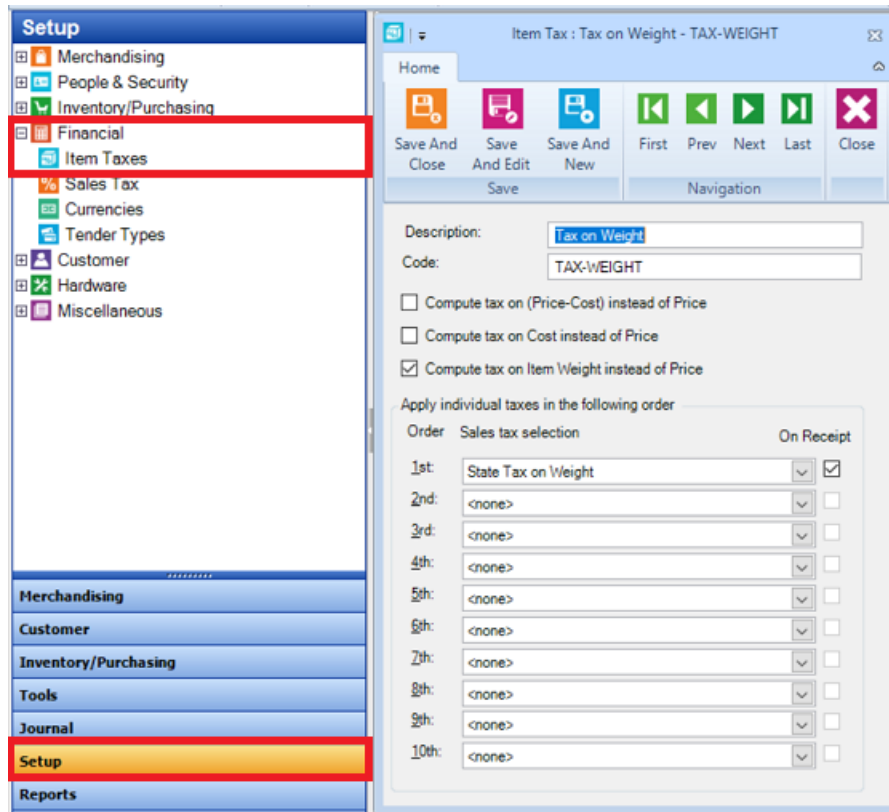 Setup
Merchandising
People & Security
Inventory/Purchasing
Financial
Item Taxes
Sales Tax
Currencies
Tender Types
Customer
Hardware
Miscellaneous
Merchandising
Customer
Inventory/Purchasing
Tools
Journal
Setup
Reports
Item Tax : Tax on Weight - TAX-WEIGHT
Home
Save And Close
Save And Edit
Save And New
First
Prev
Next
Last
Close
Save
Navigation
Description: Tax on Weight
Code: TAX-WEIGHT
Compute tax on (Price-Cost) instead of Price
Compute tax on Cost instead of Price
Compute tax on Item Weight instead of Price
Apply individual taxes in the following order
Order Sales tax selection On Receipt
1st: State Tax on Weight
2nd: <none>
3rd: <none>
4th: <none>
5th: <none>
6th: <none>
7th: <none>
8th: <none>
9th: <none>
10th: <none>